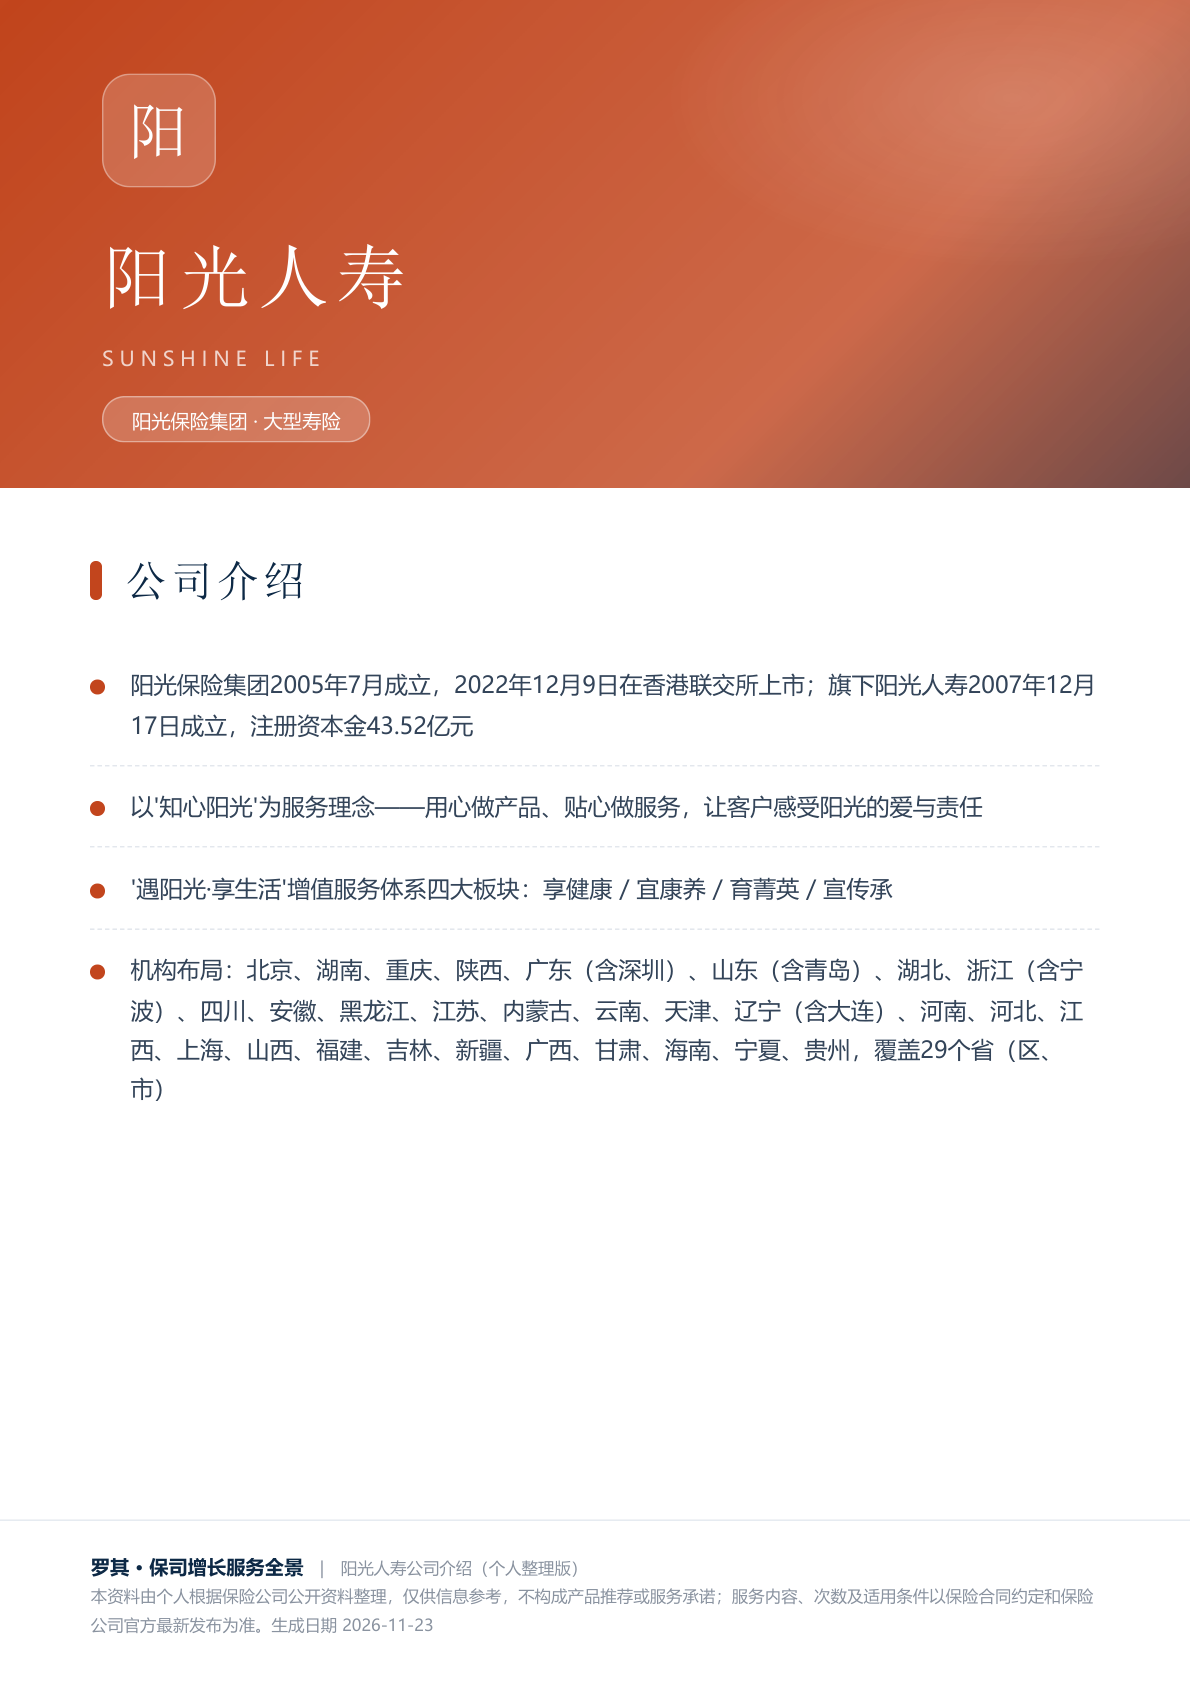 阳
阳光人寿
SUNSHINE LIFE
阳光保险集团 · 大型寿险
公司介绍
阳光保险集团2005年7月成立，2022年12月9日在香港联交所上市；旗下阳光人寿2007年12月
17日成立，注册资本金43.52亿元
以'知心阳光'为服务理念——用心做产品、贴心做服务，让客户感受阳光的爱与责任
'遇阳光·享生活'增值服务体系四大板块：享健康 / 宜康养 / 育菁英 / 宣传承
机构布局：北京、湖南、重庆、陕西、广东（含深圳）、山东（含青岛）、湖北、浙江（含宁
波）、四川、安徽、黑龙江、江苏、内蒙古、云南、天津、辽宁（含大连）、河南、河北、江
西、上海、山西、福建、吉林、新疆、广西、甘肃、海南、宁夏、贵州，覆盖29个省（区、
市）
罗其 · 保司增长服务全景 | 阳光人寿公司介绍（个人整理版）
本资料由个人根据保险公司公开资料整理，仅供信息参考，不构成产品推荐或服务承诺；服务内容、次数及适用条件以保险合同约定和保险
公司官方最新发布为准。生成日期 2026-11-23